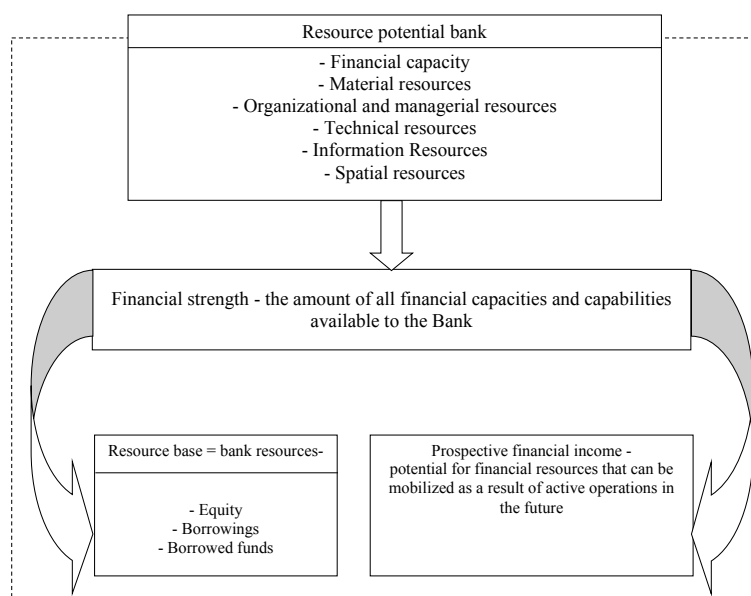 Resource potential bank
- Financial capacity
- Material resources
- Organizational and managerial resources
- Technical resources
- Information Resources
- Spatial resources
Financial strength - the amount of all financial capacities and capabilities
available to the Bank
Resource base = bank resources-
- Equity
- Borrowings
- Borrowed funds
Prospective financial income -
potential for financial resources that can be
mobilized as a result of active operations in
the future